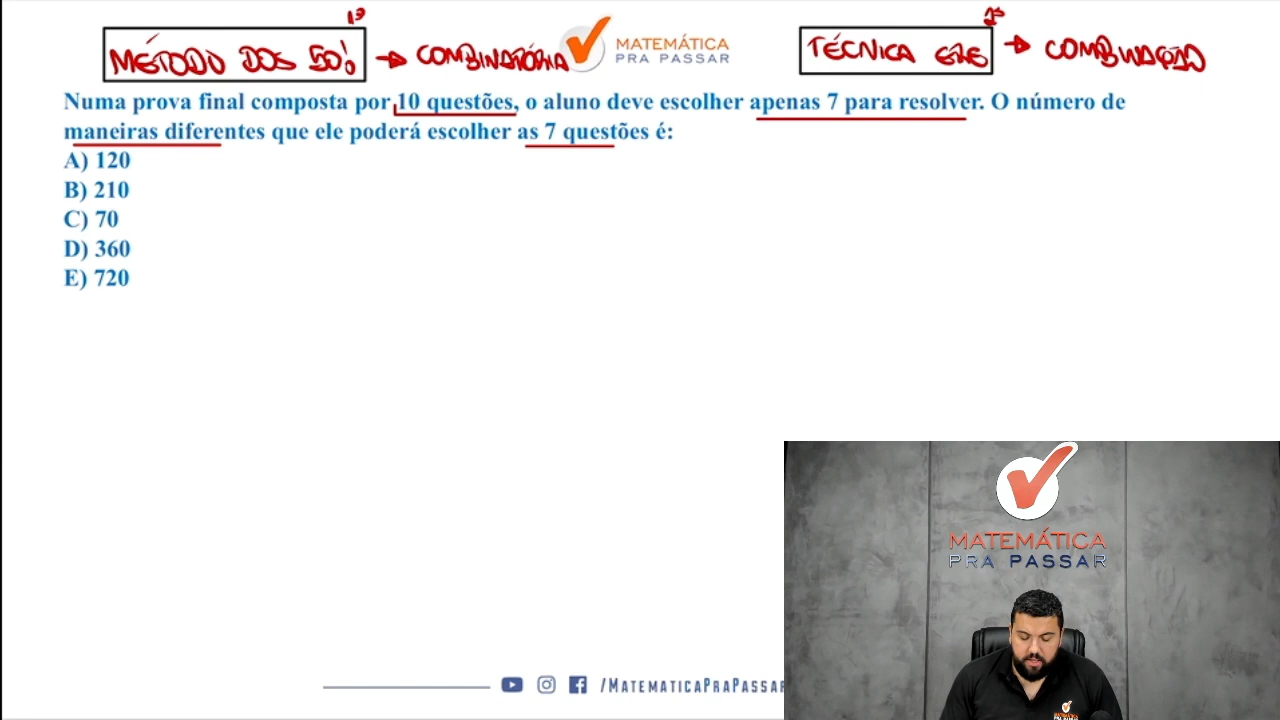 1º
MÉTODO DOS 50! → COMBINATÓRIA
MATEMÁTICA
PRA PASSAR
TÉCNICA → COMBINAÇÃO
Numa prova final composta por 10 questões, o aluno deve escolher apenas 7 para resolver. O número de
maneiras diferentes que ele poderá escolher as 7 questões é:
A) 120
B) 210
C) 70
D) 360
E) 720
MATEMÁTICA
PRA PASSAR
/MATEMATICAPRAPASSAR